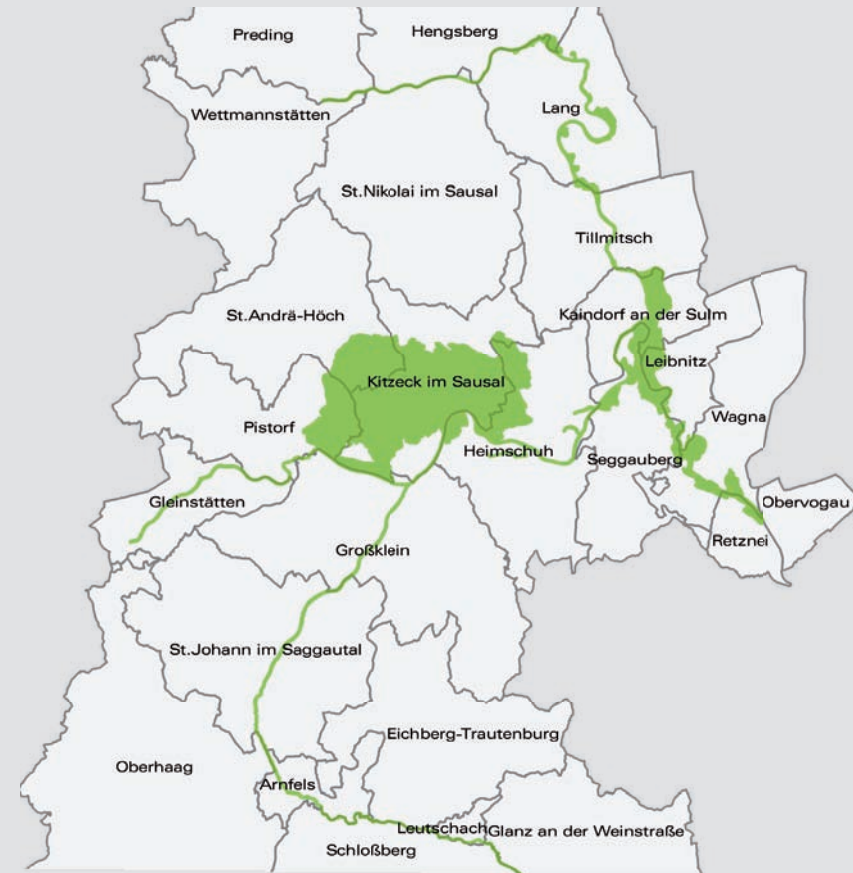 Preding
Hengsberg
Wettmannstätten
Lang
St.Nikolai im Sausal
Tillmitsch
St.Andrä-Höch
Kaindorf an der Sulm
Leibnitz
Kitzeck im Sausal
Wagna
Pistorf
Heimschuh
Seggauberg
Gleinstätten
Obervogau
Retznei
Großklein
St.Johann im Saggautal
Eichberg-Trautenburg
Oberhaag
Arnfels
Leutschach
Glanz an der Weinstraße
Schloßberg